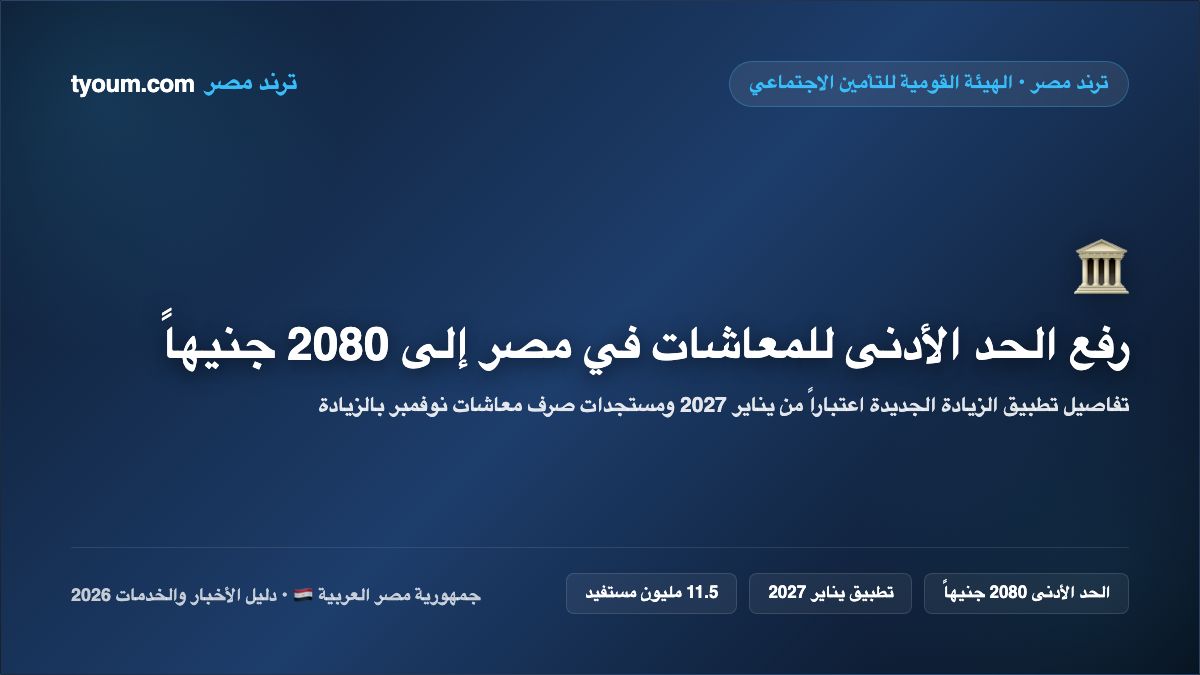 ترند مصر • الهيئة القومية للتأمين الاجتماعي
ترند مصر tyoum.com
رفع الحد الأدنى للمعاشات في مصر إلى 2080 جنيهاً
تفاصيل تطبيق الزيادة الجديدة اعتباراً من يناير 2027 ومستجدات صرف معاشات نوفمبر بالزيادة
الحد الأدنى 2080 جنيهاً
تطبيق يناير 2027
11.5 مليون مستفيد
جمهورية مصر العربية 🇪🇬 • دليل الأخبار والخدمات 2026